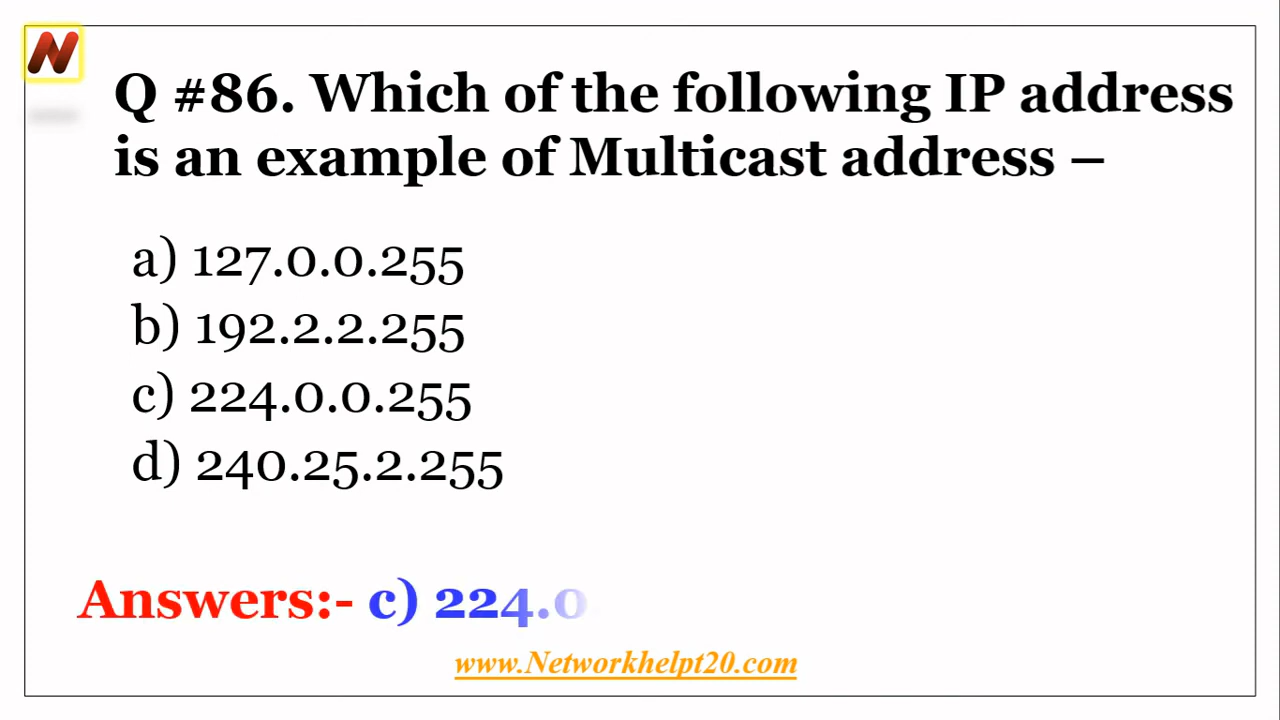 Q #86. Which of the following IP address
is an example of Multicast address –
a) 127.0.0.255
b) 192.2.2.255
c) 224.0.0.255
d) 240.25.2.255
Answers:- c) 224.0
www.Networkhelpt20.com